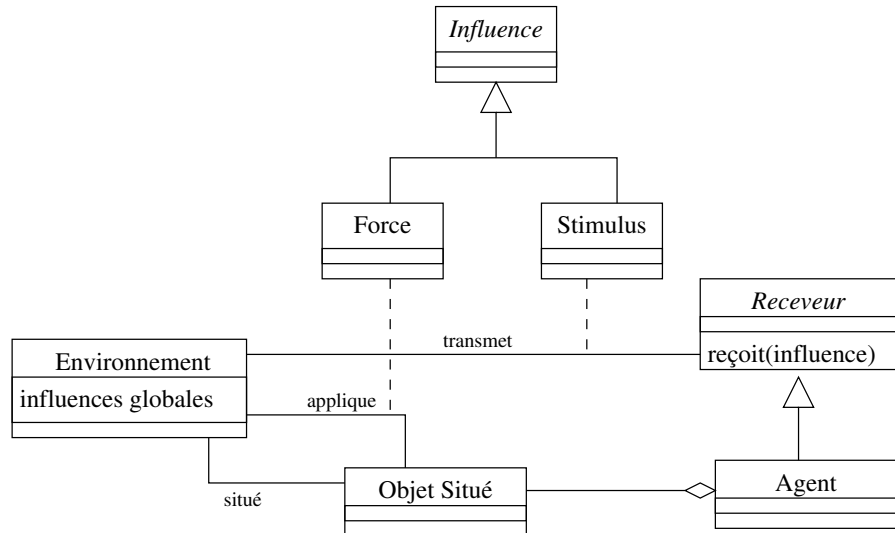 Influence
Force
Stimulus
Receveur
reçoit(influence)
transmet
Environnement
influences globales
applique
situé
Objet Situé
Agent